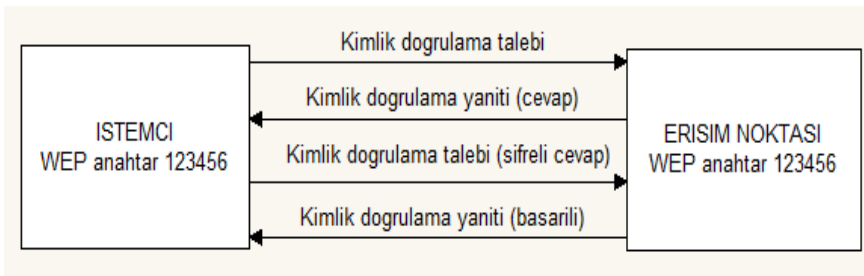 Kimlik dogrulama talebi
Kimlik dogrulama yaniti (cevap)
ISTEMCI
WEP anahtar 123456
Kimlik dogrulama talebi (sifreli cevap)
ERISIM NOKTASI
WEP anahtar 123456
Kimlik dogrulama yaniti (basarili)